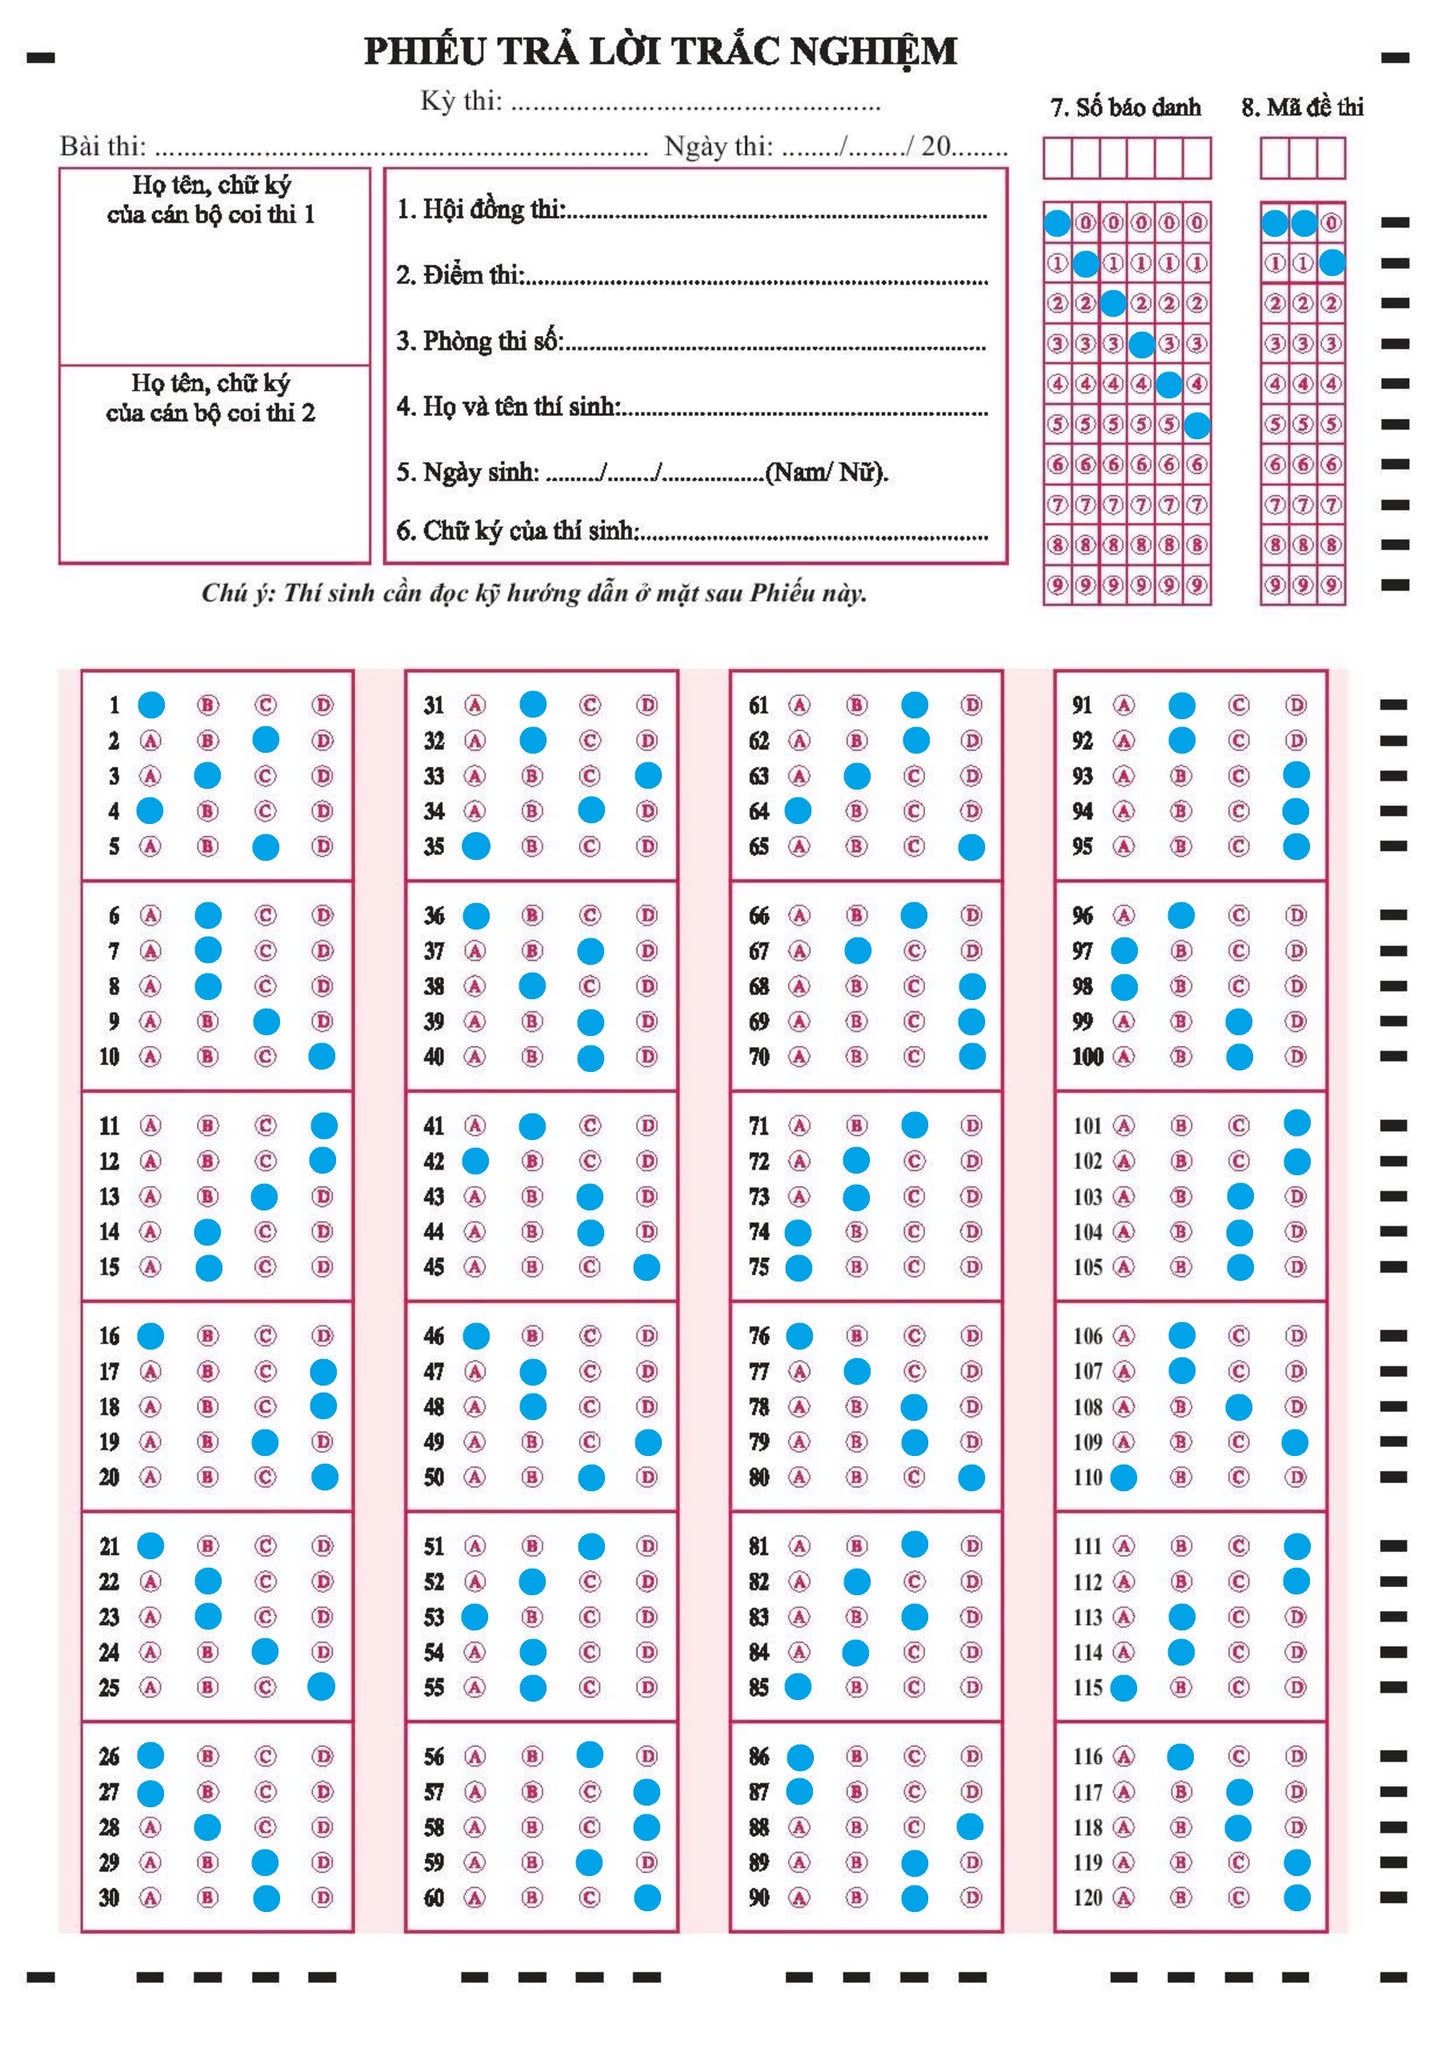 PHIẾU TRẢ LỜI TRẮC NGHIỆM
Kỳ thi: ...................................................
Bài thi: .................................................................... Ngày thi: ......../......../ 20........
Họ tên, chữ ký
của cán bộ coi thi 1
Họ tên, chữ ký
của cán bộ coi thi 2
1. Hội đồng thi:..........................................................................
2. Điểm thi:..................................................................................
3. Phòng thi số:..........................................................................
4. Họ và tên thí sinh:.................................................................
5. Ngày sinh: ........./........./..................(Nam/ Nữ).
6. Chữ ký của thí sinh:.............................................................
Chú ý: Thí sinh cần đọc kỹ hướng dẫn ở mặt sau Phiếu này.
7. Số báo danh
0 0 0 0 0
1 1 1 1 1
2 2 2 2 2
3 3 3 3 3
4 4 4 4 4
5 5 5 5 5
6 6 6 6 6 6
7 7 7 7 7 7
8 8 8 8 8 8
9 9 9 9 9 9
8. Mã đề thi
0
1 1
2 2 2
3 3 3
4 4 4
5 5 5
6 6 6
7 7 7
8 8 8
9 9 9
1 B C D
2 A B D
3 A C D
4 B C D
5 A B D
6 A C D
7 A C D
8 A C D
9 A B D
10 A B C
11 A B C
12 A B C
13 A B D
14 A C D
15 A C D
16 B C D
17 A B C
18 A B C
19 A B D
20 A B C
21 B C D
22 A C D
23 A C D
24 A B D
25 A B C
26 B C D
27 B C D
28 A C D
29 A B D
30 A B D
31 A C D
32 A C D
33 A B C
34 A B D
35 B C D
36 B C D
37 A B D
38 A C D
39 A B D
40 A B D
41 A C D
42 B C D
43 A B D
44 A B D
45 A B C
46 B C D
47 A C D
48 A C D
49 A B C
50 A B D
51 A B D
52 A C D
53 B C D
54 A C D
55 A C D
56 A B D
57 A B C
58 A B C
59 A B D
60 A B C
61 A B D
62 A B D
63 A C D
64 B C D
65 A B C
66 A B D
67 A C D
68 A B C
69 A B C
70 A B C
71 A B D
72 A C D
73 A C D
74 B C D
75 B C D
76 B C D
77 A C D
78 A B D
79 A B D
80 A B C
81 A B D
82 A C D
83 A B D
84 A C D
85 B C D
86 B C D
87 B C D
88 A B C
89 A B D
90 A B D
91 A C D
92 A C D
93 A B C
94 A B C
95 A B C
96 A C D
97 B C D
98 B C D
99 A B D
100 A B D
101 A B C
102 A B C
103 A B D
104 A B D
105 A B D
106 A C D
107 A C D
108 A B D
109 A B C
110 B C D
111 A B C
112 A B C
113 A C D
114 A C D
115 B C D
116 A C D
117 A B D
118 A B D
119 A B C
120 A B C